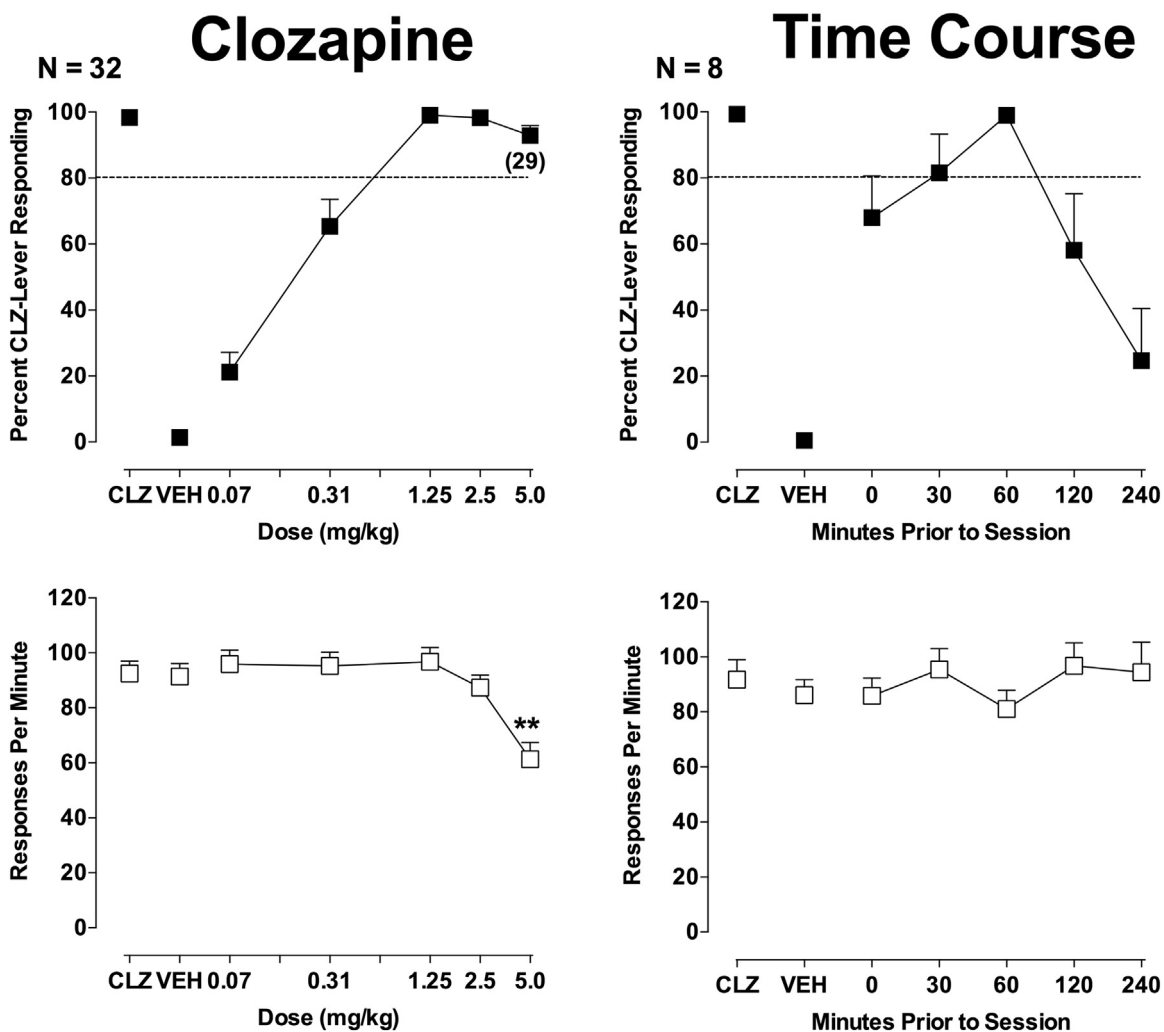 Clozapine
N = 32
Percent CLZ-Lever Responding
100
80
60
40
20
0
(29)
CLZ VEH 0.07 0.31 1.25 2.5 5.0
Dose (mg/kg)
Time Course
N = 8
Percent CLZ-Lever Responding
100
80
60
40
20
0
CLZ VEH 0 30 60 120 240
Minutes Prior to Session
Responses Per Minute
120
100
80
60
40
20
0
**
CLZ VEH 0.07 0.31 1.25 2.5 5.0
Dose (mg/kg)
Responses Per Minute
120
100
80
60
40
20
0
CLZ VEH 0 30 60 120 240
Minutes Prior to Session